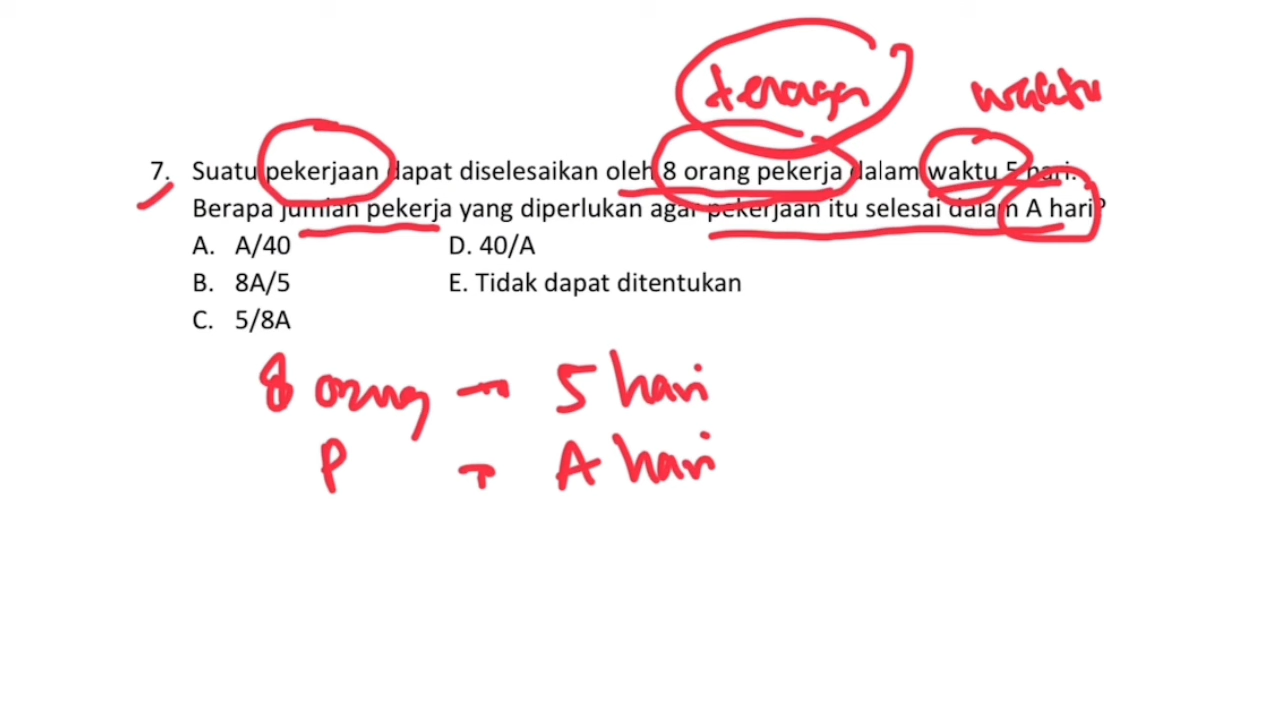 tenaga waktu
7. Suatu pekerjaan dapat diselesaikan oleh 8 orang pekerja dalam waktu 5 hari.
Berapa jumlah pekerja yang diperlukan agar pekerjaan itu selesai dalam A hari?
A. A/40 D. 40/A
B. 8A/5 E. Tidak dapat ditentukan
C. 5/8A
8 orang → 5 hari
P → A hari